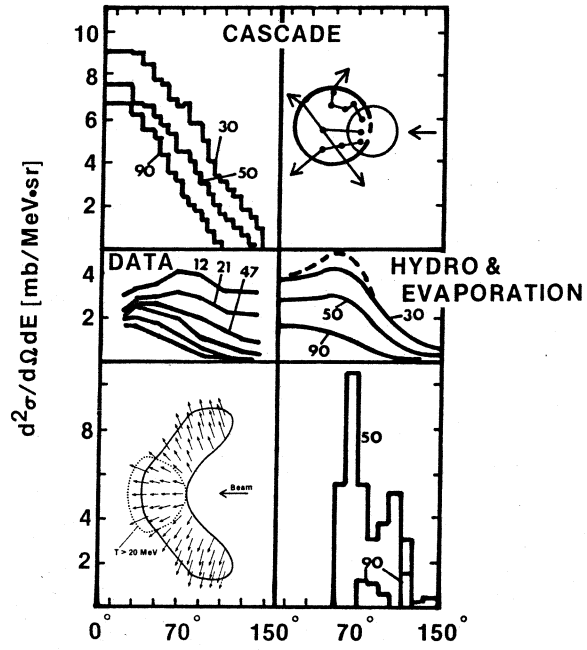 CASCADE
10
8
6
4
2
30
50
90
d²σ/dΩdE [mb/MeV•sr]
DATA
12 21 47
4
2
HYDRO &
EVAPORATION
50
30
90
8
4
2
Beam
T > 20 MeV
50
90
0° 70° 150° 70° 150°